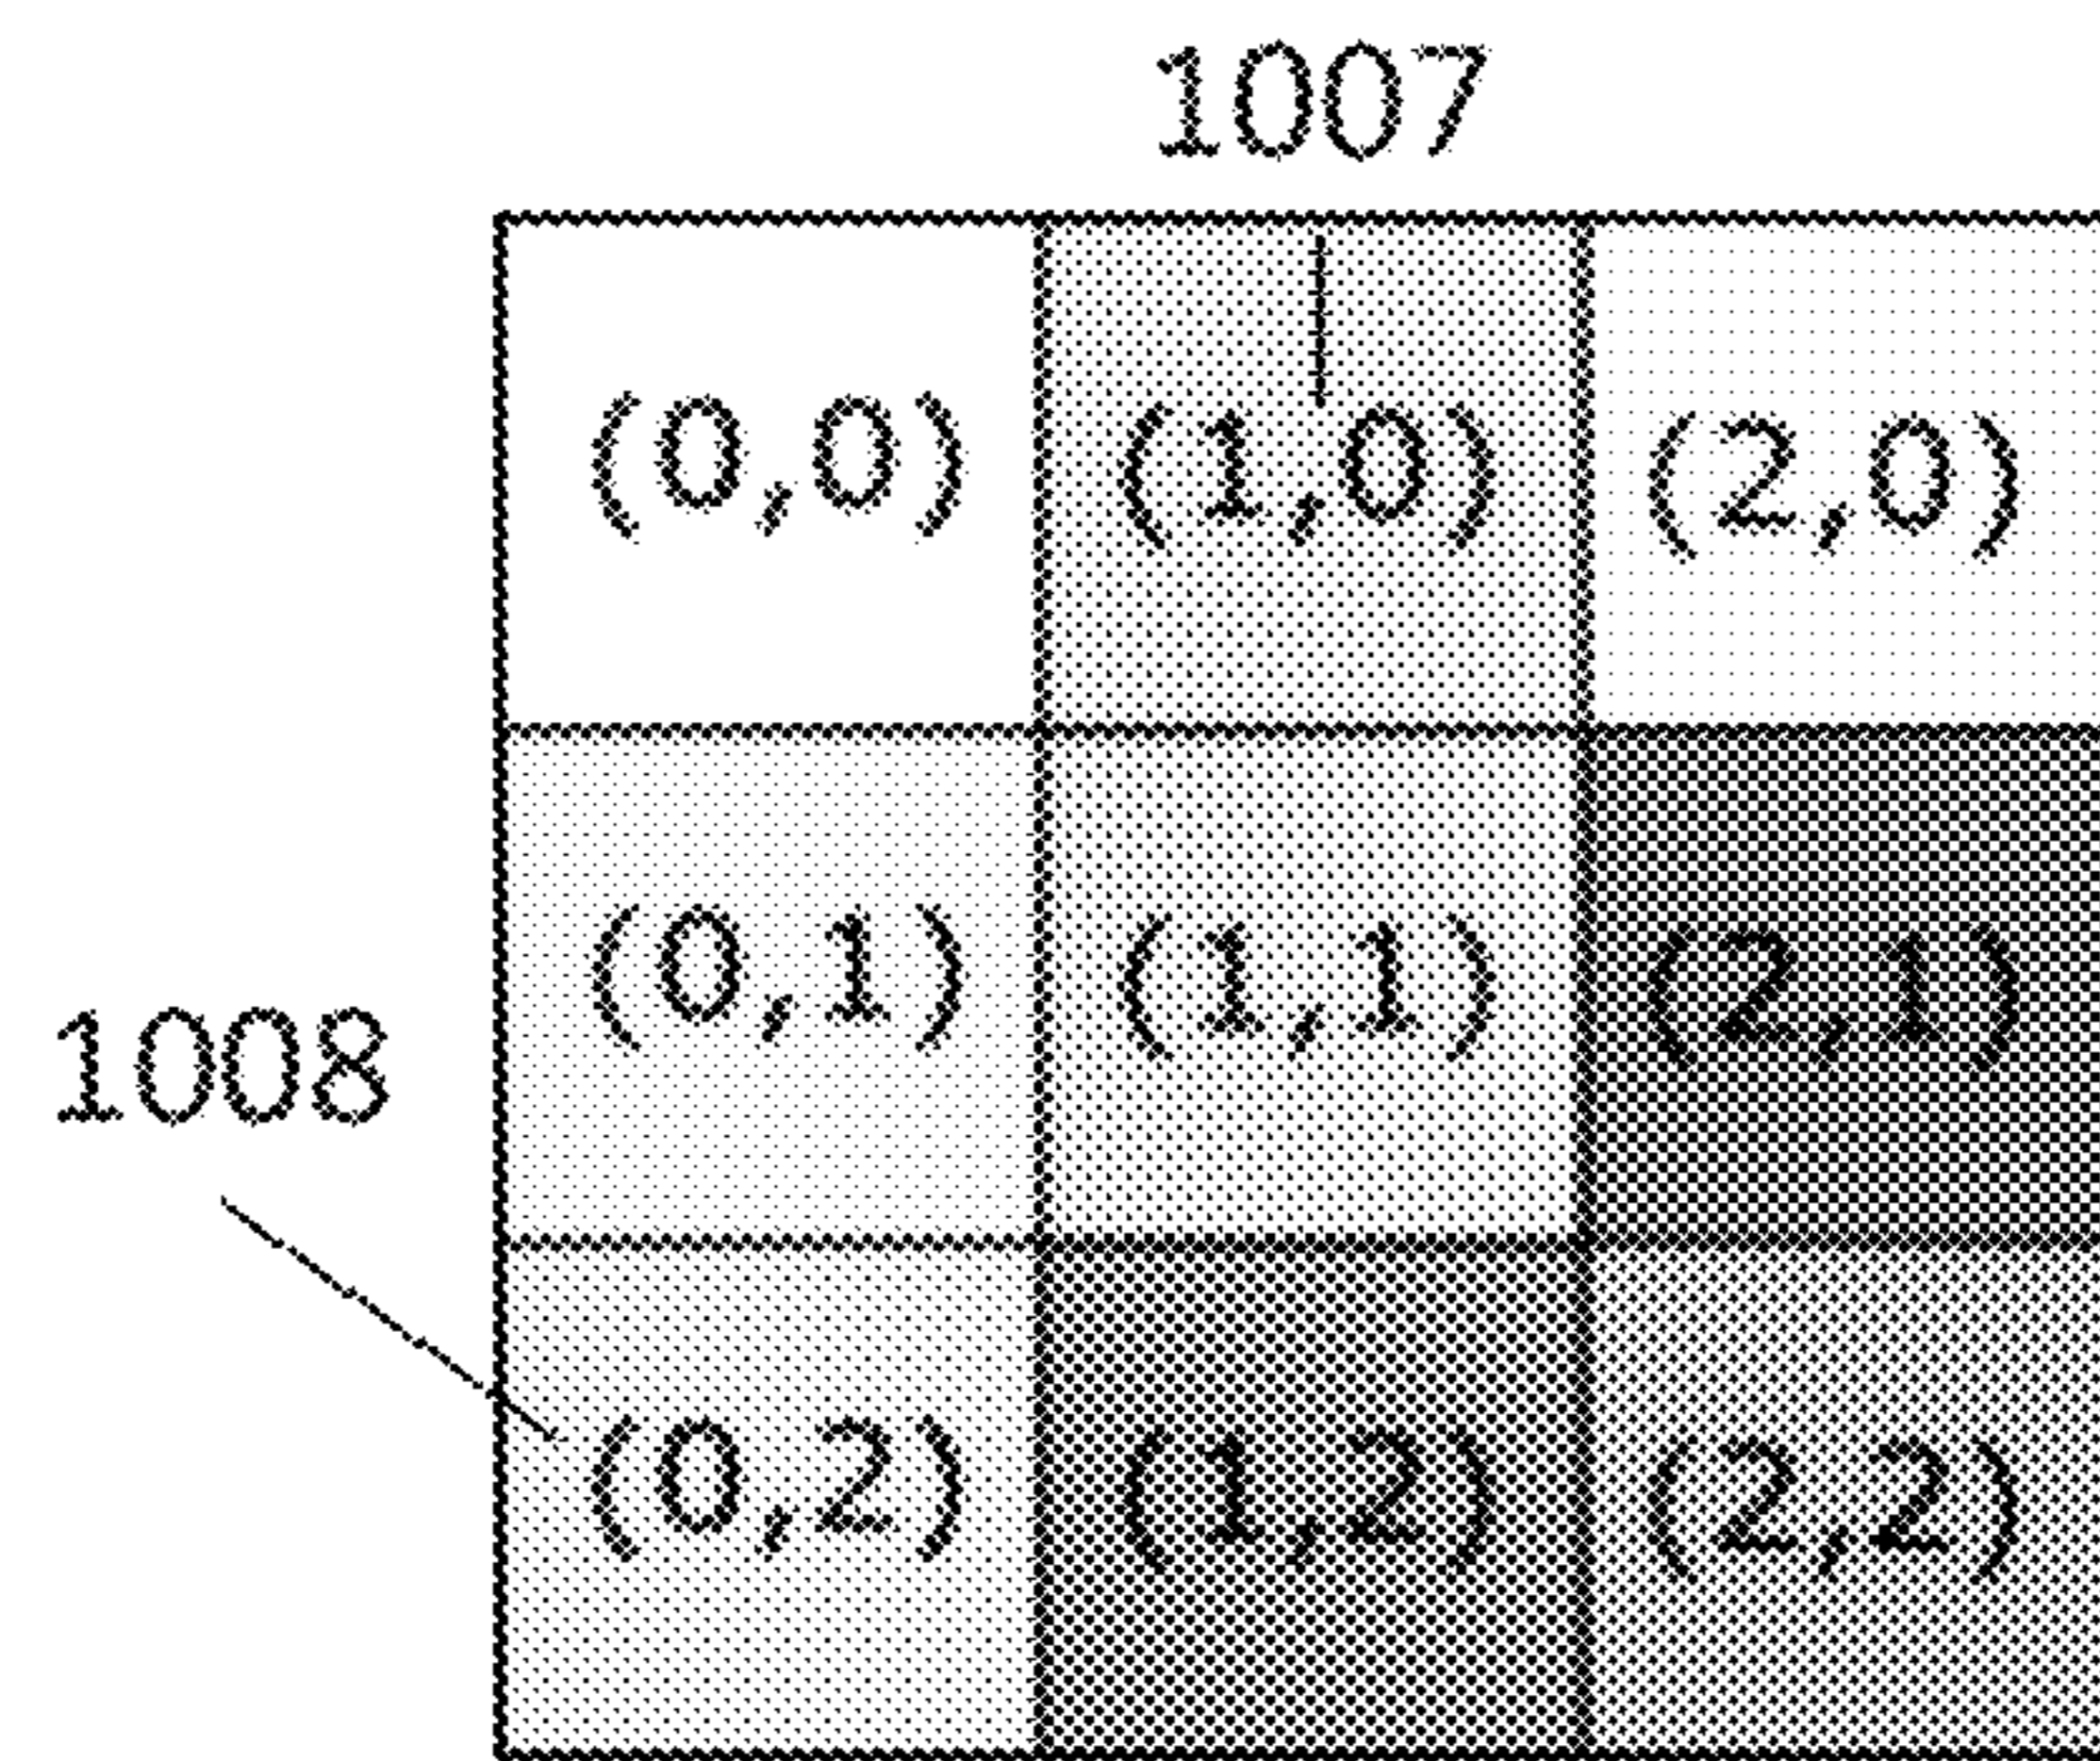 1007
(0,0) (1,0) (2,0)
(0,1) (1,1) (2,1)
1008
(0,2) (1,2) (2,2)